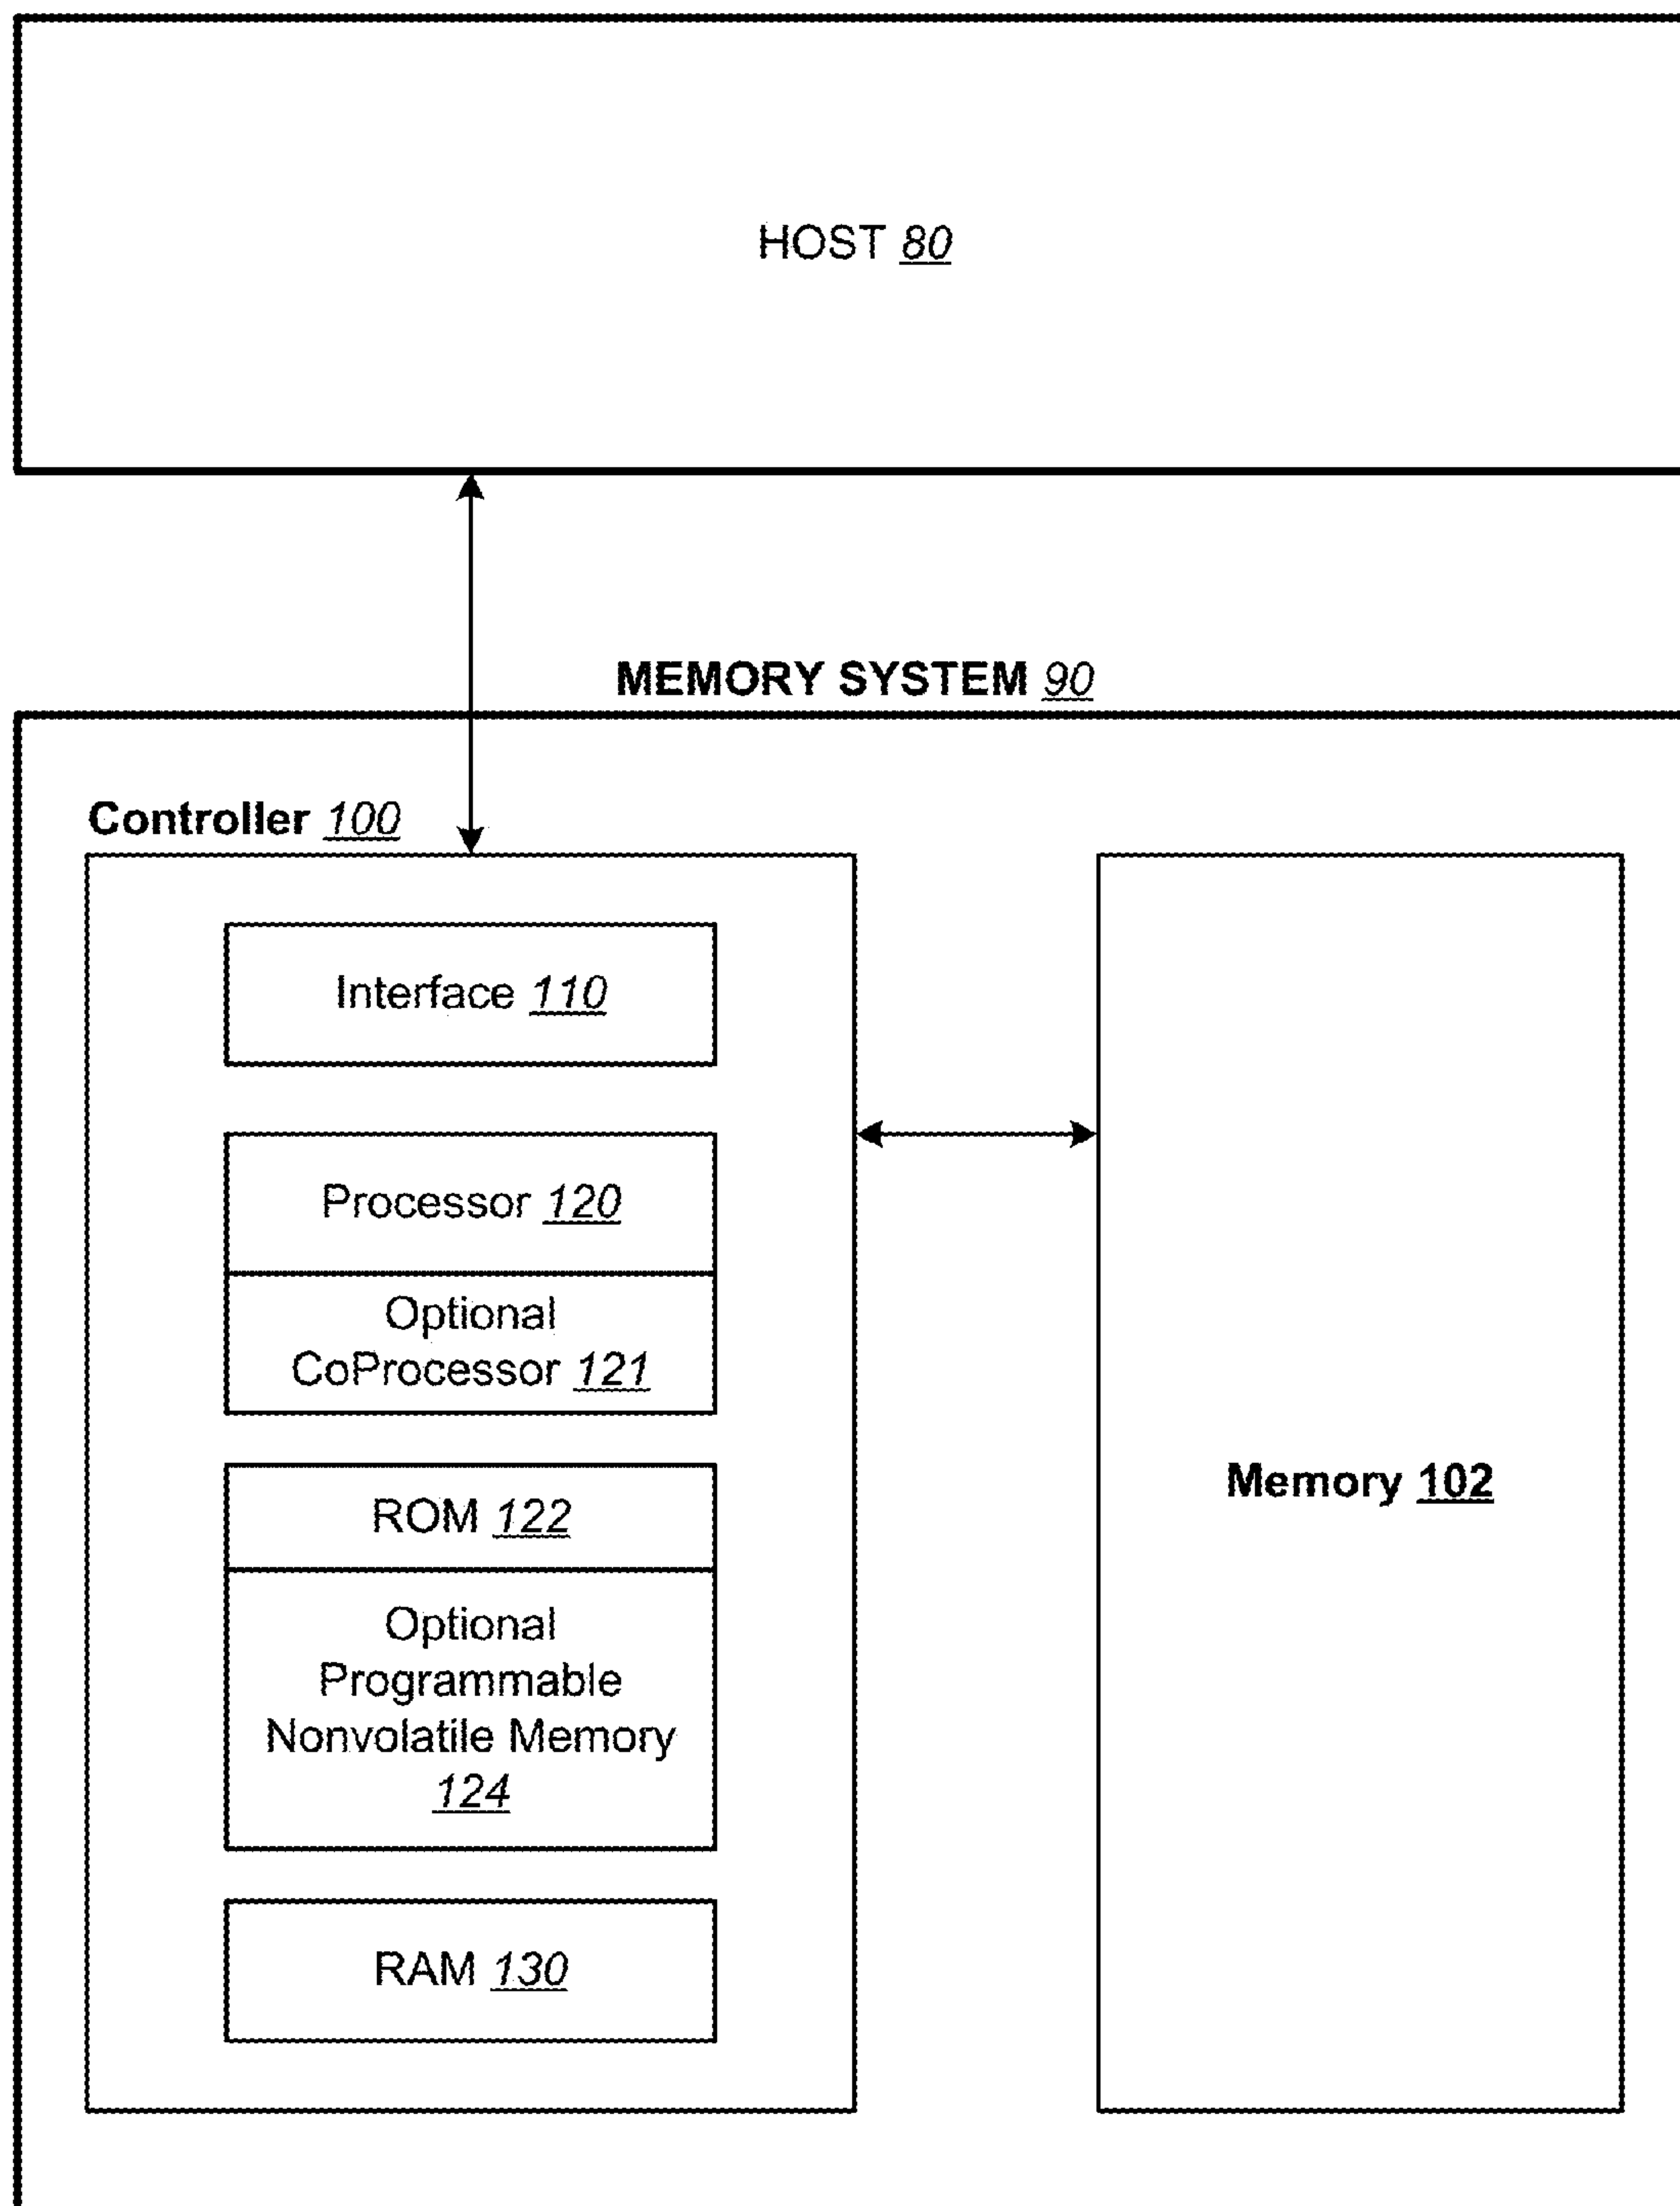 HOST 80
MEMORY SYSTEM 90
Controller 100
Interface 110
Processor 120
Optional
CoProcessor 121
ROM 122
Optional
Programmable
Nonvolatile Memory
124
RAM 130
Memory 102